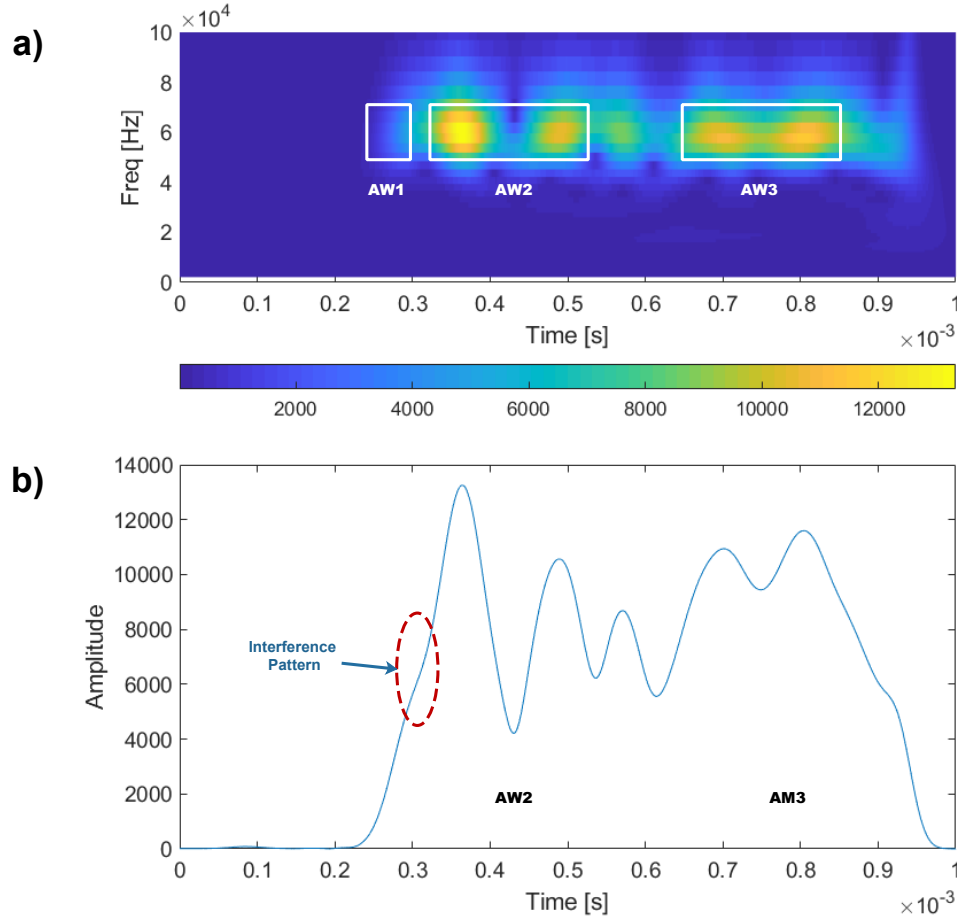 a)
×10⁴
Freq [Hz]
10
8
6
4
2
0
AW1 AW2 AW3
0 0.1 0.2 0.3 0.4 0.5 0.6 0.7 0.8 0.9 1
Time [s]
×10⁻³
2000 4000 6000 8000 10000 12000
b)
Amplitude
14000
12000
10000
8000
6000
4000
2000
0
Interference
Pattern
AW2 AM3
0 0.1 0.2 0.3 0.4 0.5 0.6 0.7 0.8 0.9 1
Time [s]
×10⁻³